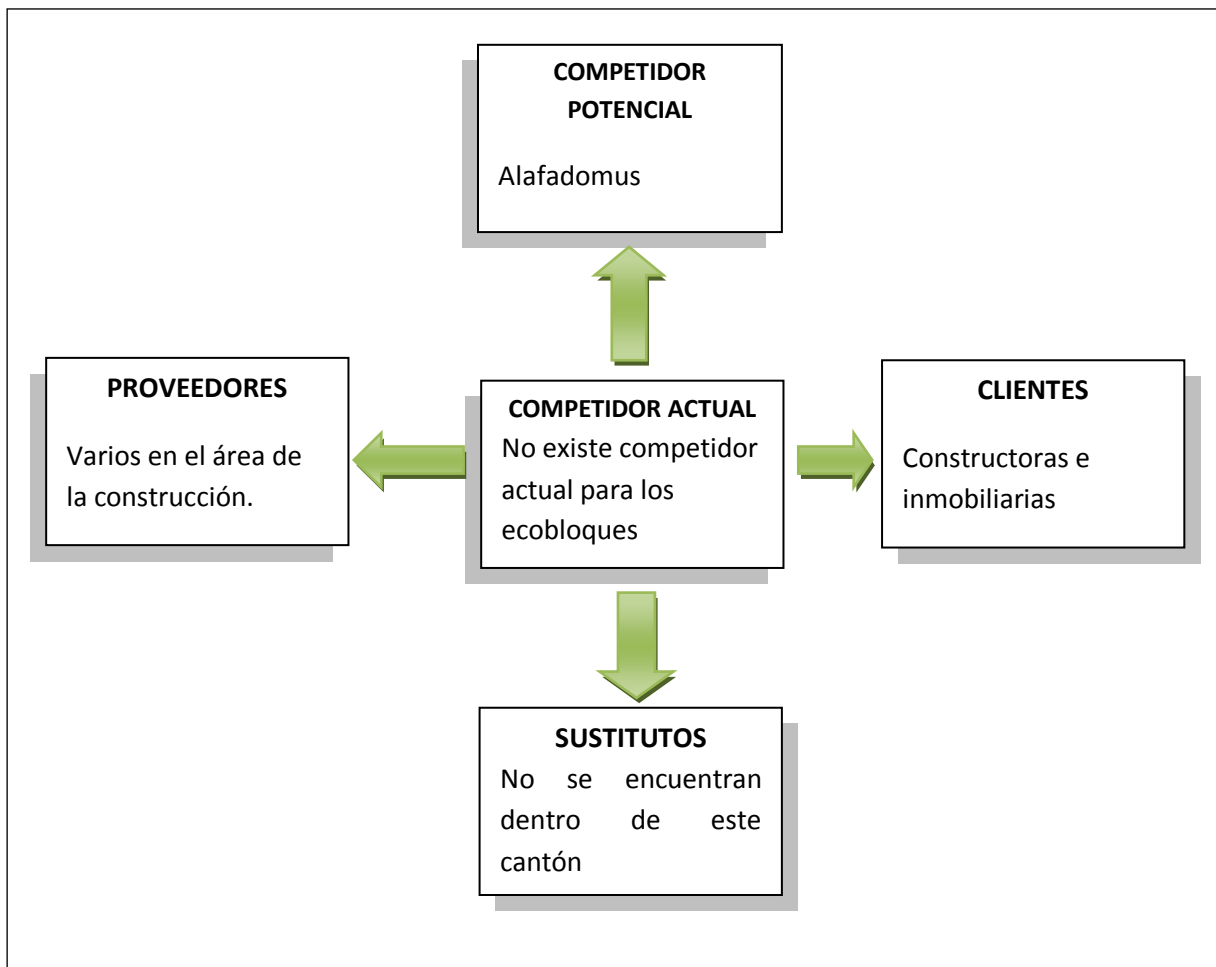 COMPETIDOR
POTENCIAL
Alafadomus
PROVEEDORES
Varios en el área de
la construcción.
COMPETIDOR ACTUAL
No existe competidor
actual para los
ecobloques
CLIENTES
Constructoras e
inmobiliarias
SUSTITUTOS
No se encuentran
dentro de este
cantón